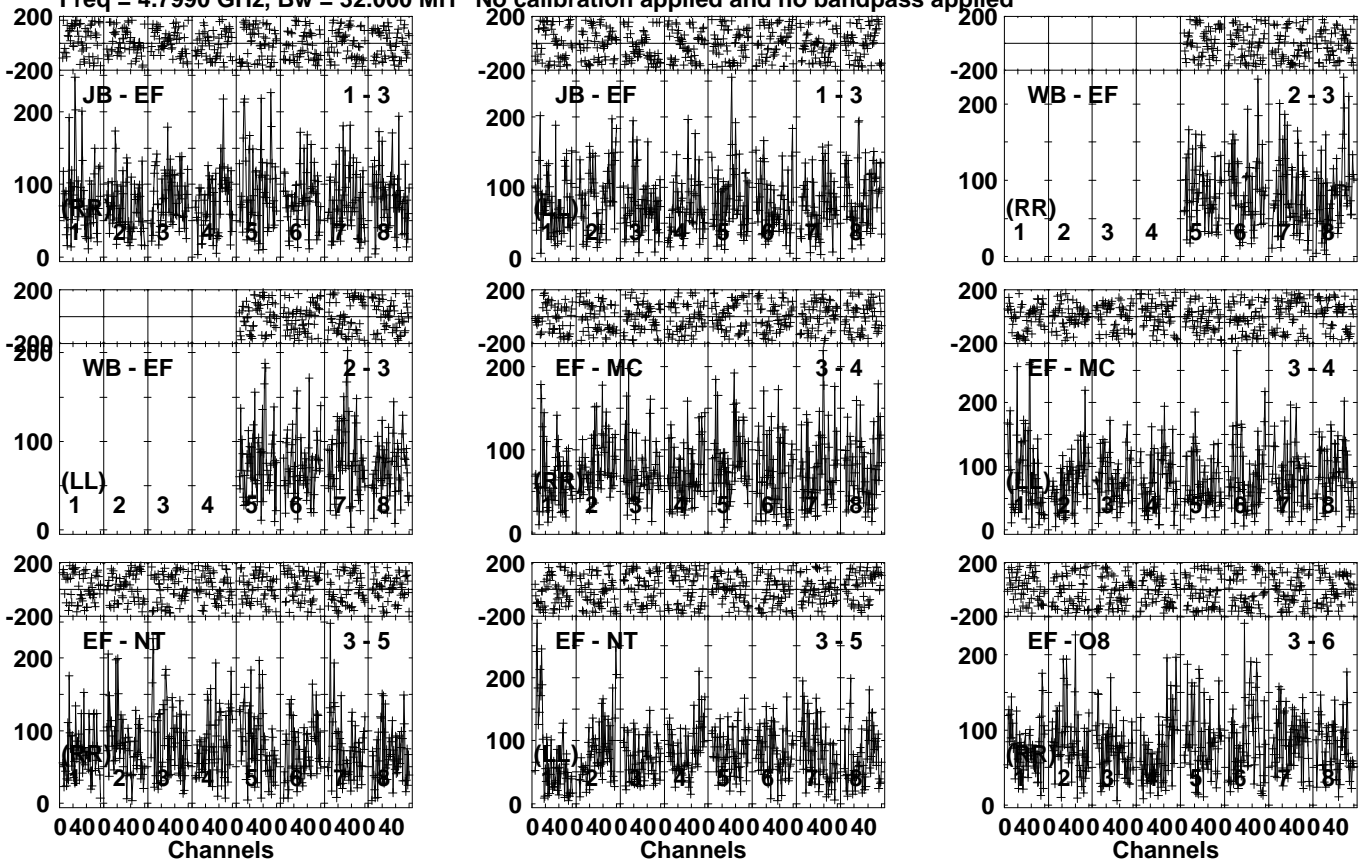 Freq = 4.7990 GHz, Bw = 32.000 MH No calibration applied and no bandpass applied
200 200 200
-200 -200 -200
JB - EF 1 - 3 JB - EF 1 - 3 WB - EF 2 - 3
200 200 200
100 100 100
(RR) (LL) (RR)
1 2 3 4 5 6 7 8 1 2 3 4 5 6 7 8 1 2 3 4 5 6 7 8
0 0 0
200 200 200
-200 -200 -200
200
WB - EF 2 - 3 EF - MC 3 - 4 EF - MC 3 - 4
200 200
100 100 100
(LL) (RR) (LL)
1 2 3 4 5 6 7 8 1 2 3 4 5 6 7 8 1 2 3 4 5 6 7 8
0 0 0
200 200 200
-200 -200 -200
EF - NT 3 - 5 EF - NT 3 - 5 EF - O8 3 - 6
200 200 200
100 100 100
(RR) (LL) (RR)
1 2 3 4 5 6 7 8 1 2 3 4 5 6 7 8 1 2 3 4 5 6 7 8
0 0 0
0 40 0 40 0 40 0 40 0 40 0 40 0 40 0 40 0 40 0 40 0 40 0 40 0 40 0 40 0 40 0 40 0 40 0 40 0 40 0 40 0 40 0 40 0 40 0 40
Channels Channels Channels